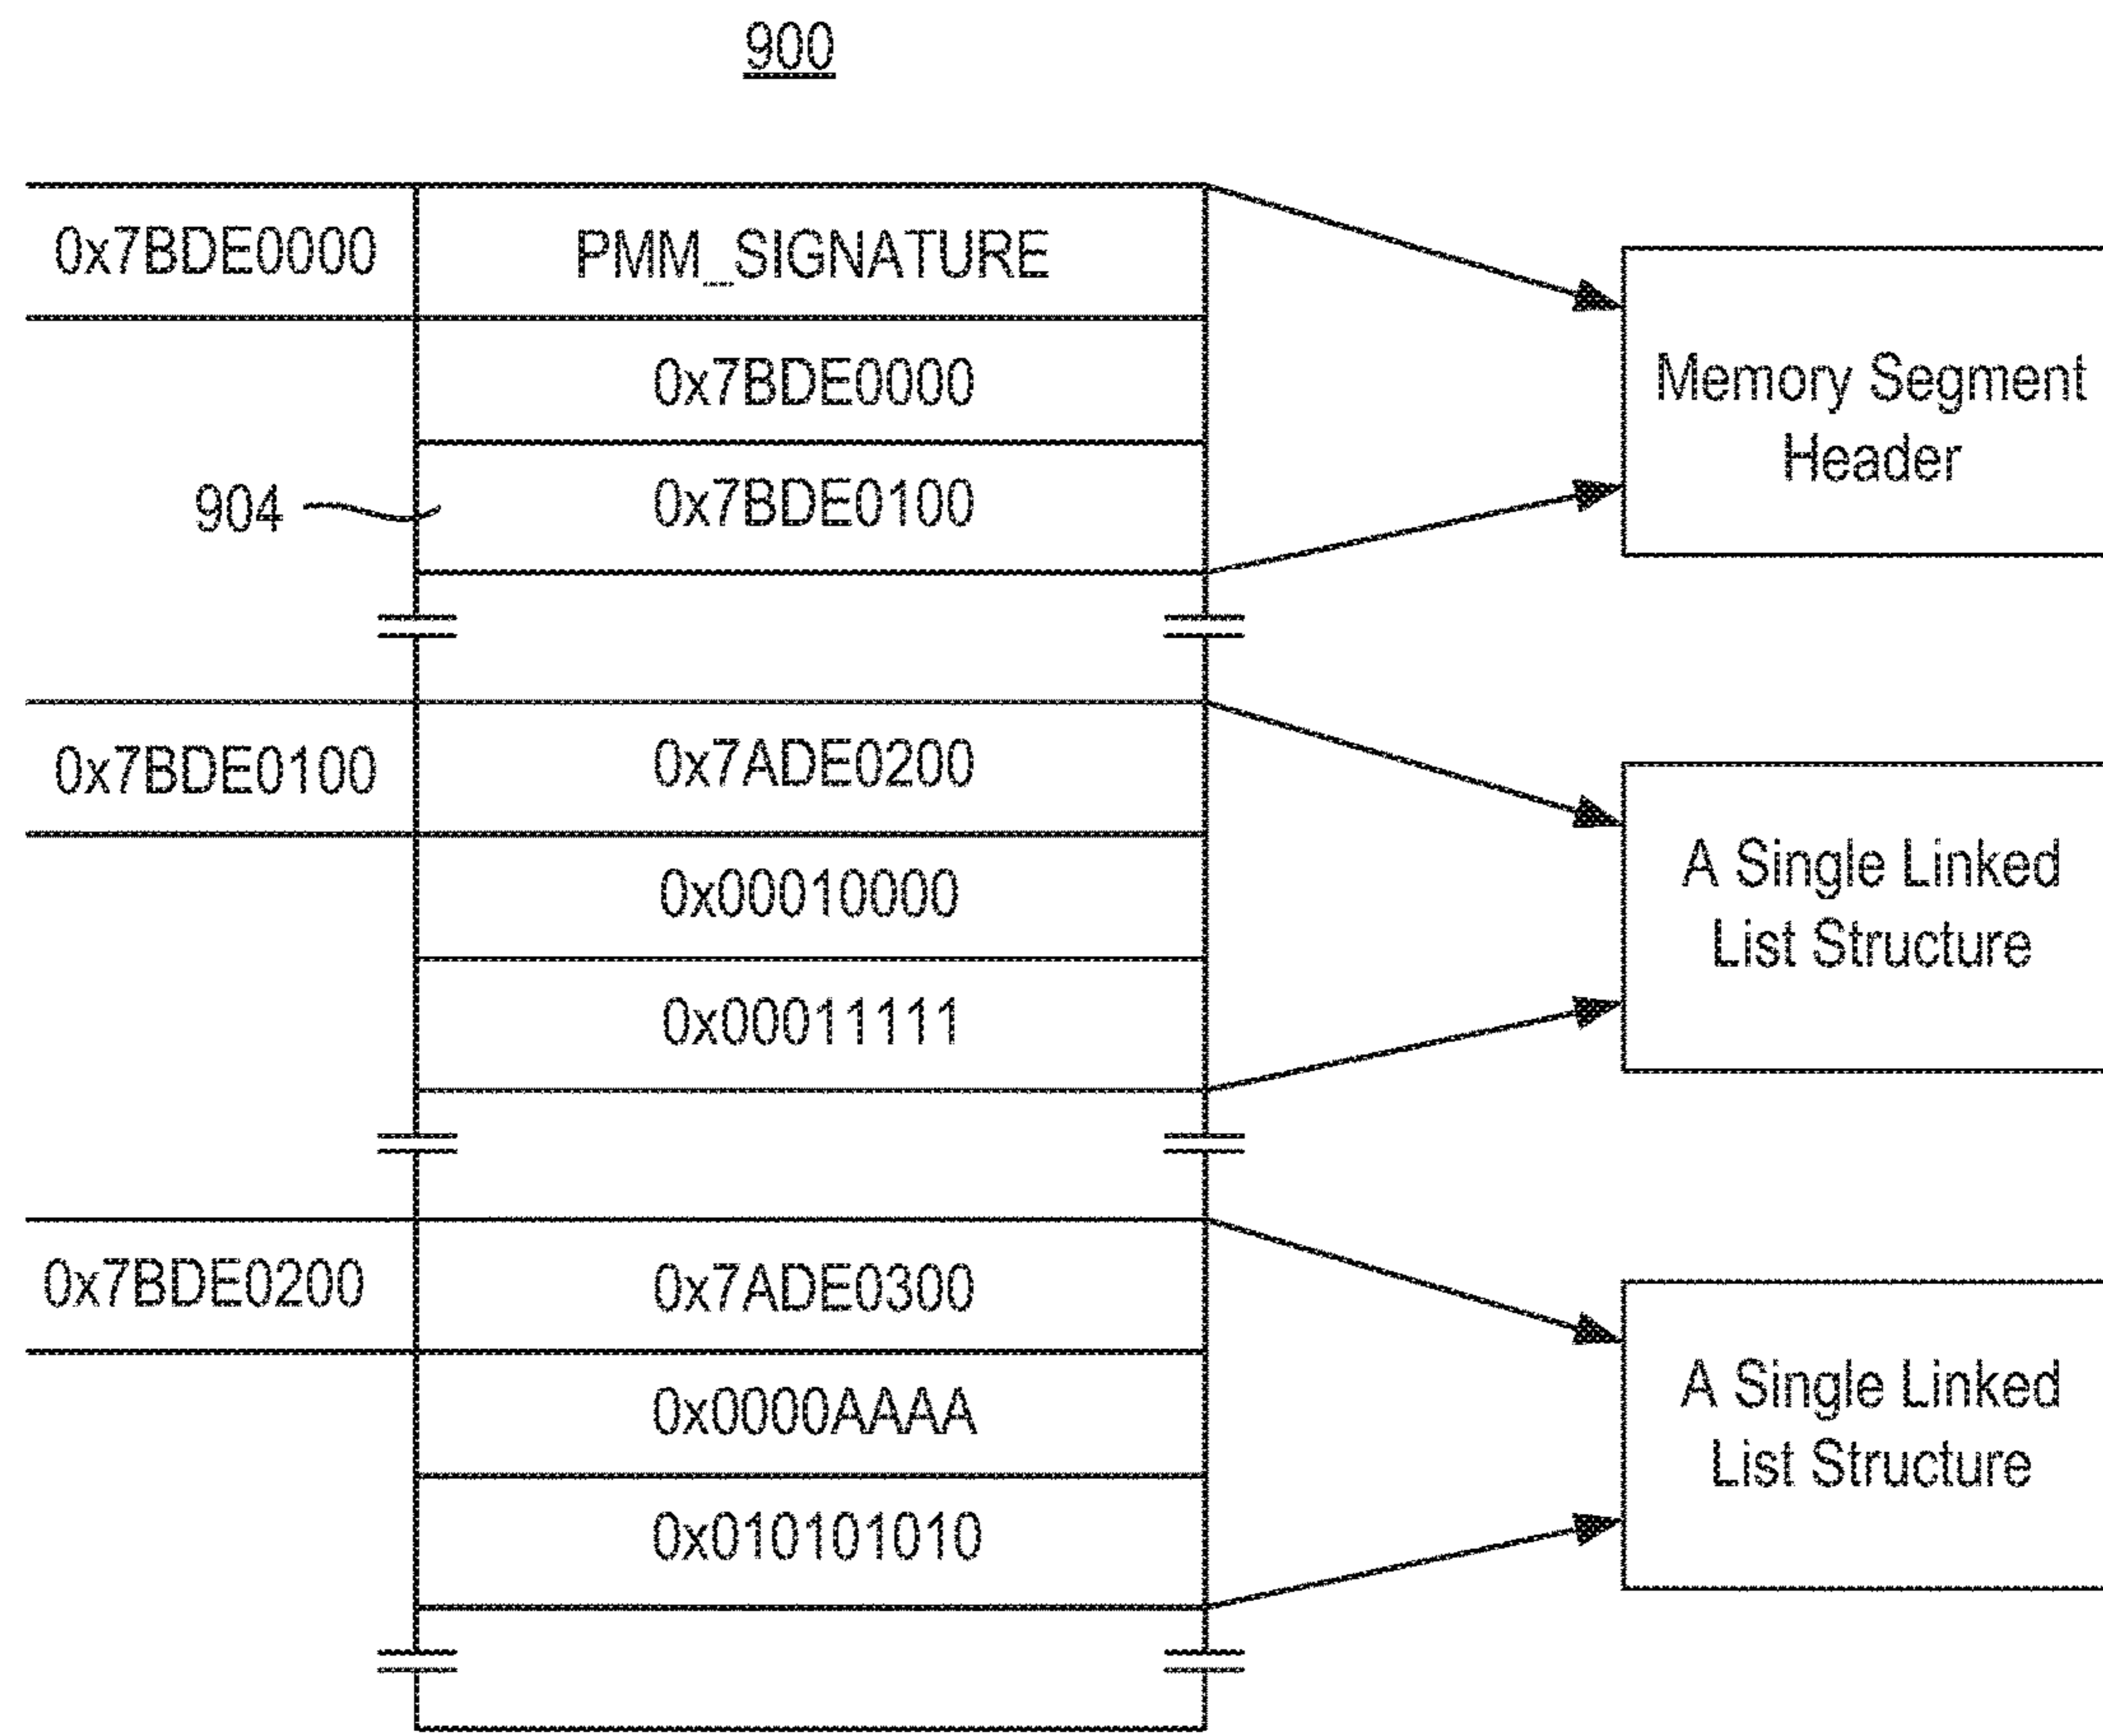 900
0x7BDE0000 PMM_SIGNATURE
0x7BDE0000
Memory Segment
Header
904 0x7BDE0100
0x7BDE0100 0x7ADE0200
0x00010000
A Single Linked
List Structure
0x00011111
0x7BDE0200 0x7ADE0300
0x0000AAAA
A Single Linked
List Structure
0x010101010